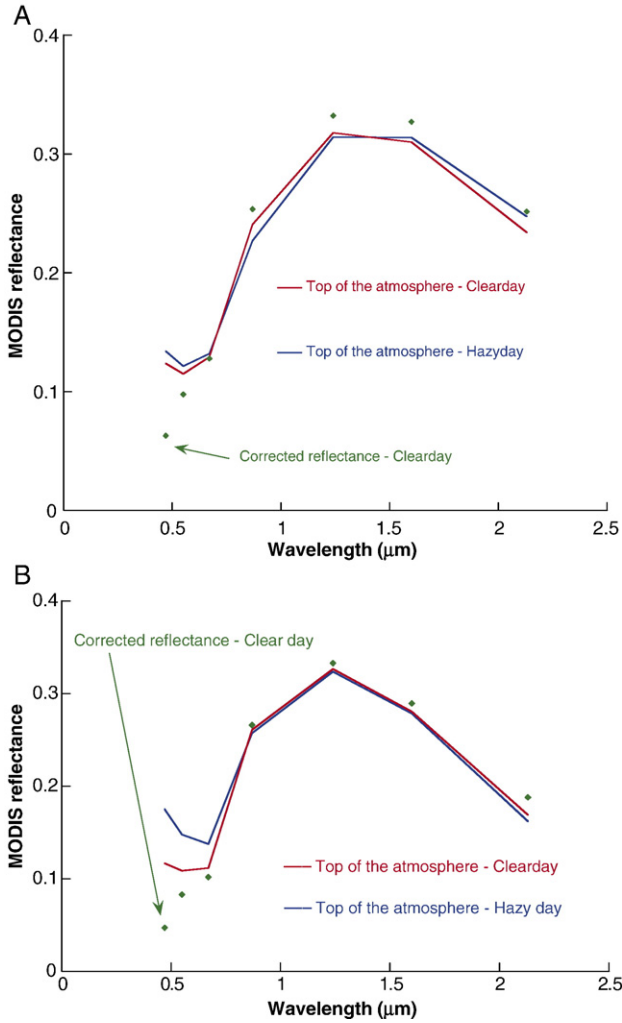 A
0.4
0.3
0.2
0.1
0
MODIS reflectance
Top of the atmosphere - Clearday
Top of the atmosphere - Hazyday
Corrected reflectance - Clearday
0 0.5 1 1.5 2 2.5
Wavelength (μm)
B
0.4
0.3
0.2
0.1
0
MODIS reflectance
Corrected reflectance - Clear day
Top of the atmosphere - Clearday
Top of the atmosphere - Hazy day
0 0.5 1 1.5 2 2.5
Wavelength (μm)